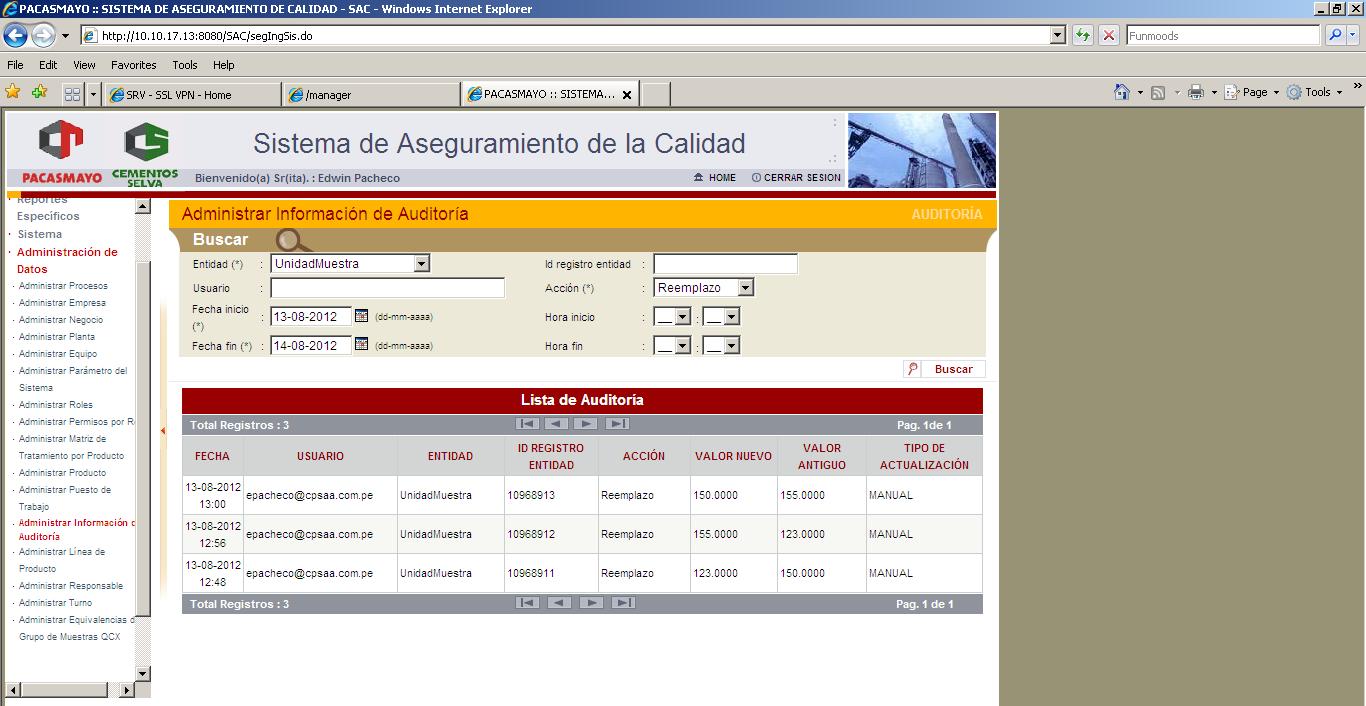 PACASMAYO :: SISTEMA DE ASEGURAMIENTO DE CALIDAD - SAC - Windows Internet Explorer
http://10.10.17.13:8080/SAC/segIngSis.do
Funmoods
File Edit View Favorites Tools Help
SRV - SSL VPN - Home
/manager
PACASMAYO :: SISTEMA...
Page
Tools
PACASMAYO
CEMENTOS
SELVA
Sistema de Aseguramiento de la Calidad
Bienvenido(a) Sr(ita). : Edwin Pacheco
HOME
CERRAR SESION
Reportes
Específicos
Sistema
Administración de
Datos
Administrar Procesos
Administrar Empresa
Administrar Negocio
Administrar Planta
Administrar Equipo
Administrar Parámetro del
Sistema
Administrar Roles
Administrar Permisos por R
Administrar Matriz de
Tratamiento por Producto
Administrar Producto
Administrar Puesto de
Trabajo
Administrar Información d
Auditoría
Administrar Línea de
Producto
Administrar Responsable
Administrar Turno
Administrar Equivalencias d
Grupo de Muestras QCX
Administrar Información de Auditoría
AUDITORÍA
Buscar
Entidad (*) : UnidadMuestra
Id registro entidad :
Usuario :
Acción (*) : Reemplazo
Fecha inicio
(*) : 13-08-2012 (dd-mm-aaaa)
Hora inicio : __ : __
Fecha fin (*) : 14-08-2012 (dd-mm-aaaa)
Hora fin : __ : __
Buscar
Lista de Auditoría
Total Registros : 3
Pag. 1de 1
FECHA USUARIO ENTIDAD ID REGISTRO ENTIDAD ACCIÓN VALOR NUEVO VALOR ANTIGUO TIPO DE ACTUALIZACIÓN
13-08-2012 13:00 epacheco@cpsaa.com.pe UnidadMuestra 10968913 Reemplazo 150.0000 155.0000 MANUAL
13-08-2012 12:56 epacheco@cpsaa.com.pe UnidadMuestra 10968912 Reemplazo 155.0000 123.0000 MANUAL
13-08-2012 12:48 epacheco@cpsaa.com.pe UnidadMuestra 10968911 Reemplazo 123.0000 150.0000 MANUAL
Total Registros : 3
Pag. 1 de 1